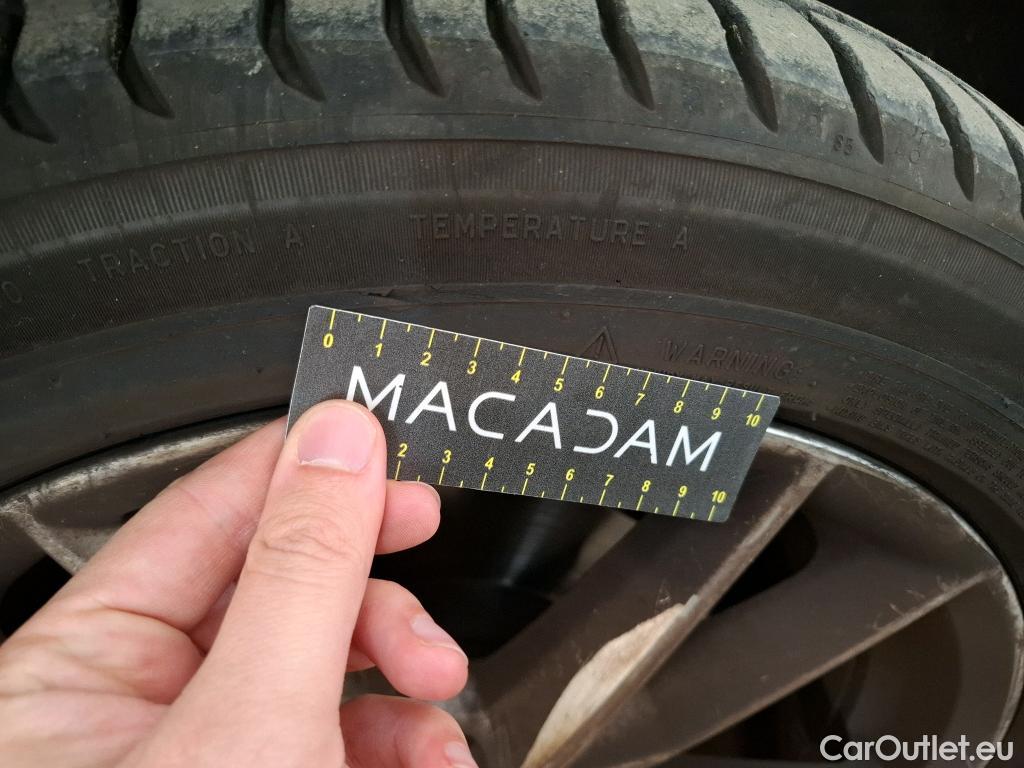 TRACTION A TEMPERATURE A
WARNING:
0 1 2 3 4 5 6 7 8 9 10
MACADAM
2 3 4 5 6 7 8 9 10
CarOutlet.eu